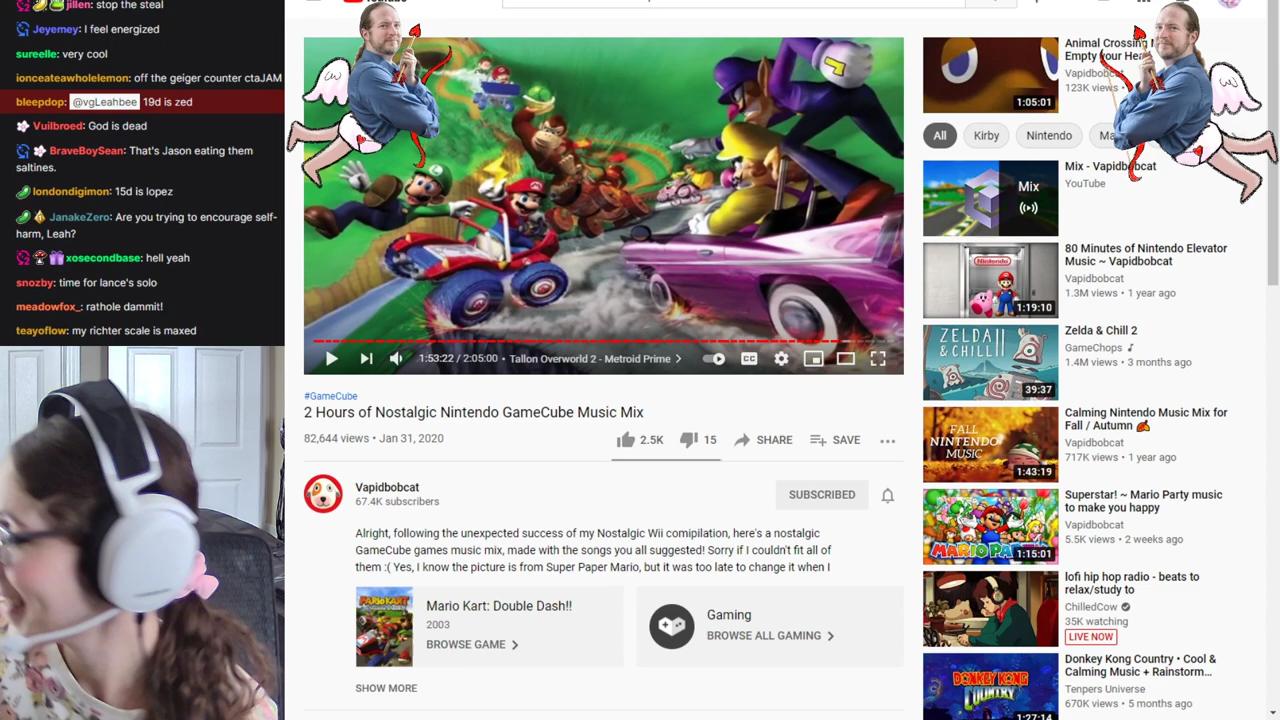 jillen: stop the steal
Jeyemey: I feel energized
sureelle: very cool
ionceateawholelemon: off the geiger counter ctaJAM
bleepdop: @vgLeahbee 19d is zed
Vuilbroed: God is dead
BraveBoySean: That's Jason eating them
saltines.
londondigimon: 15d is lopez
JanakeZero: Are you trying to encourage self-
harm, Leah?
xosecondbase: hell yeah
snozby: time for lance's solo
meadowfox_: rathole dammit!
teayoflow: my richter scale is maxed
1:53:22 / 2:05:00 • Tallon Overworld 2 - Metroid Prime
CC
#GameCube
2 Hours of Nostalgic Nintendo GameCube Music Mix
82,644 views • Jan 31, 2020
2.5K
15
SHARE
SAVE
Vapidbobcat
67.4K subscribers
SUBSCRIBED
Alright, following the unexpected success of my Nostalgic Wii comipilation, here's a nostalgic
GameCube games music mix, made with the songs you all suggested! Sorry if I couldn't fit all of
them :( Yes, I know the picture is from Super Paper Mario, but it was too late to change it when I
MARIO KART
Mario Kart: Double Dash!!
2003
BROWSE GAME
Gaming
BROWSE ALL GAMING
SHOW MORE
Animal Crossing
Empty your Hea
Vapidbobcat
123K views
1:05:01
All
Kirby
Nintendo
Ma
Mix
Mix - Vapidbobcat
YouTube
Nintendo
1:19:10
80 Minutes of Nintendo Elevator
Music ~ Vapidbobcat
Vapidbobcat
1.3M views • 1 year ago
ZELDA
& CHILL II
39:37
Zelda & Chill 2
GameChops
1.4M views • 3 months ago
FALL
NINTENDO
MUSIC
1:43:19
Calming Nintendo Music Mix for
Fall / Autumn
Vapidbobcat
717K views • 1 year ago
MARIO PARTY
1:15:01
Superstar! ~ Mario Party music
to make you happy
Vapidbobcat
5.5K views • 2 weeks ago
lofi hip hop radio - beats to
relax/study to
ChilledCow
35K watching
LIVE NOW
DONKEY KONG
COUNTRY
1:27:14
Donkey Kong Country • Cool &
Calming Music + Rainstorm...
Tenpers Universe
670K views • 5 months ago